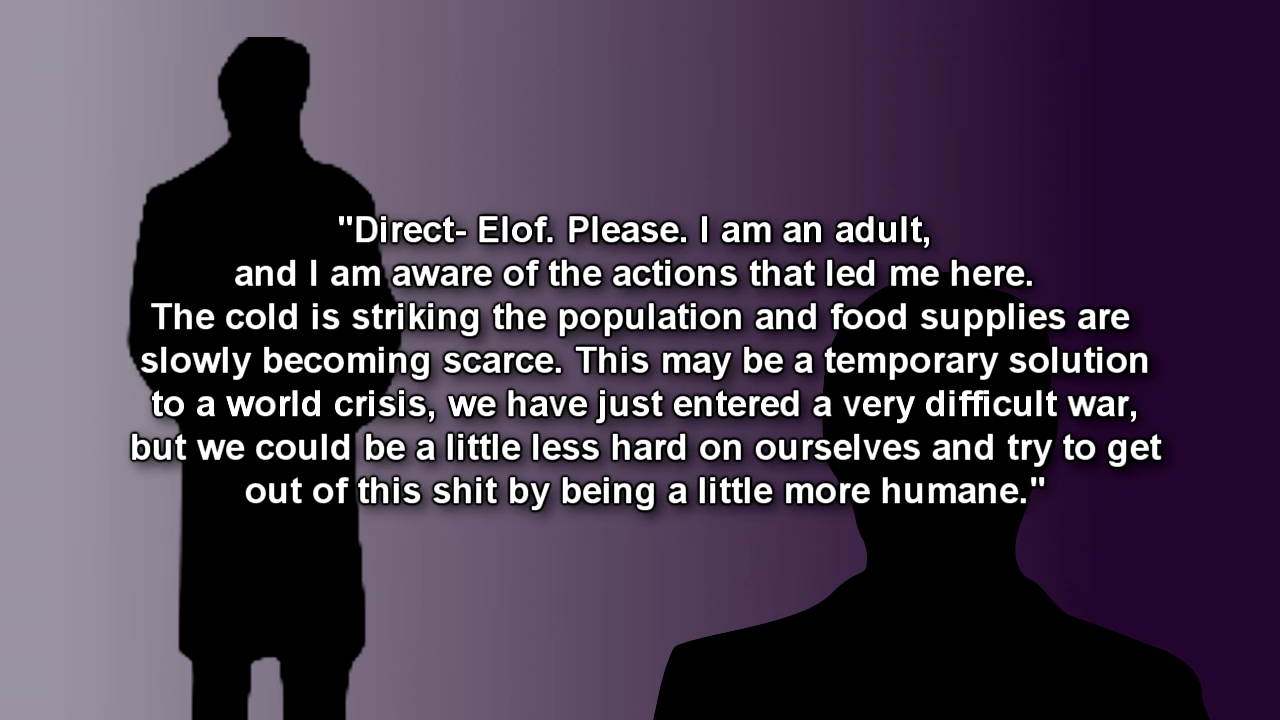 "Direct- Elof. Please. I am an adult,
and I am aware of the actions that led me here.
The cold is striking the population and food supplies are
slowly becoming scarce. This may be a temporary solution
to a world crisis, we have just entered a very difficult war,
but we could be a little less hard on ourselves and try to get
out of this shit by being a little more humane."